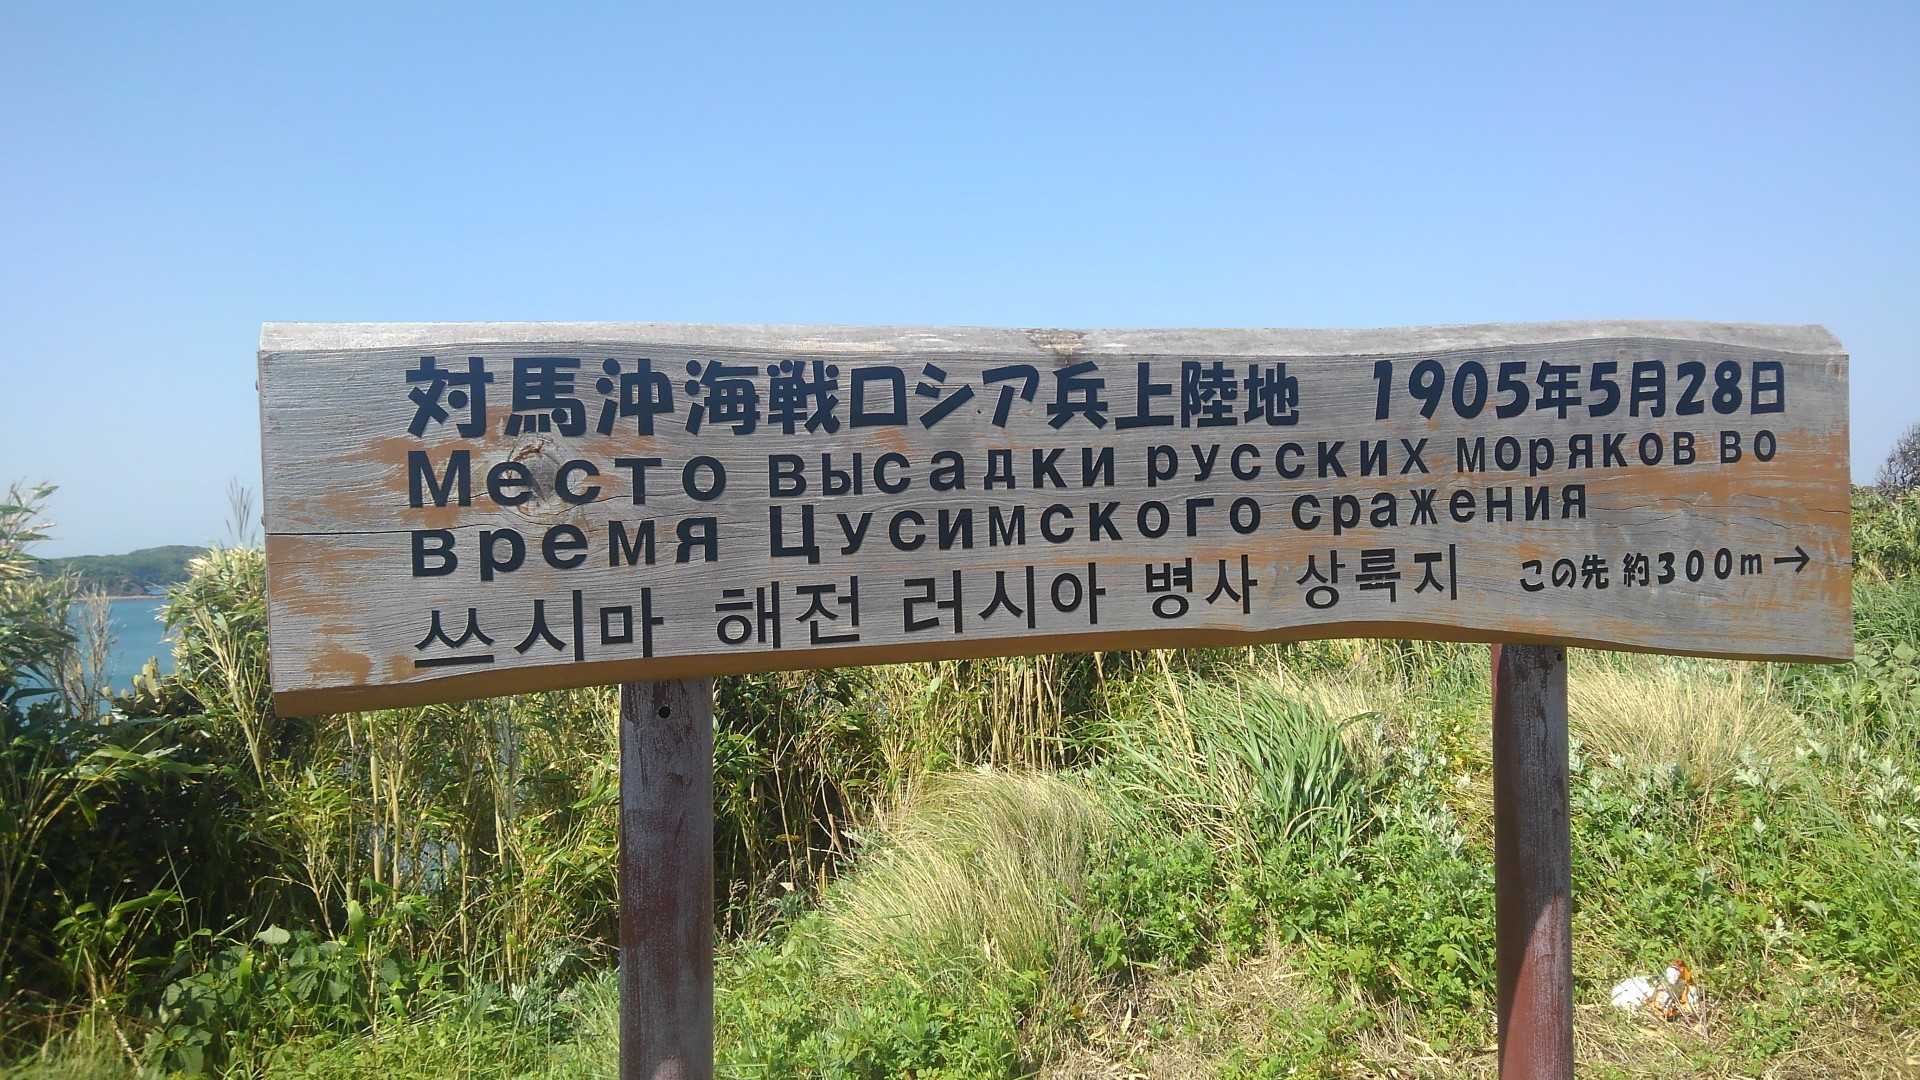 対馬沖海戦ロシア兵上陸地 1905年5月28日
Место высадки русских моряков во
время Цусимского сражения
쓰시마 해전 러시아 병사 상륙지 この先 約300m→